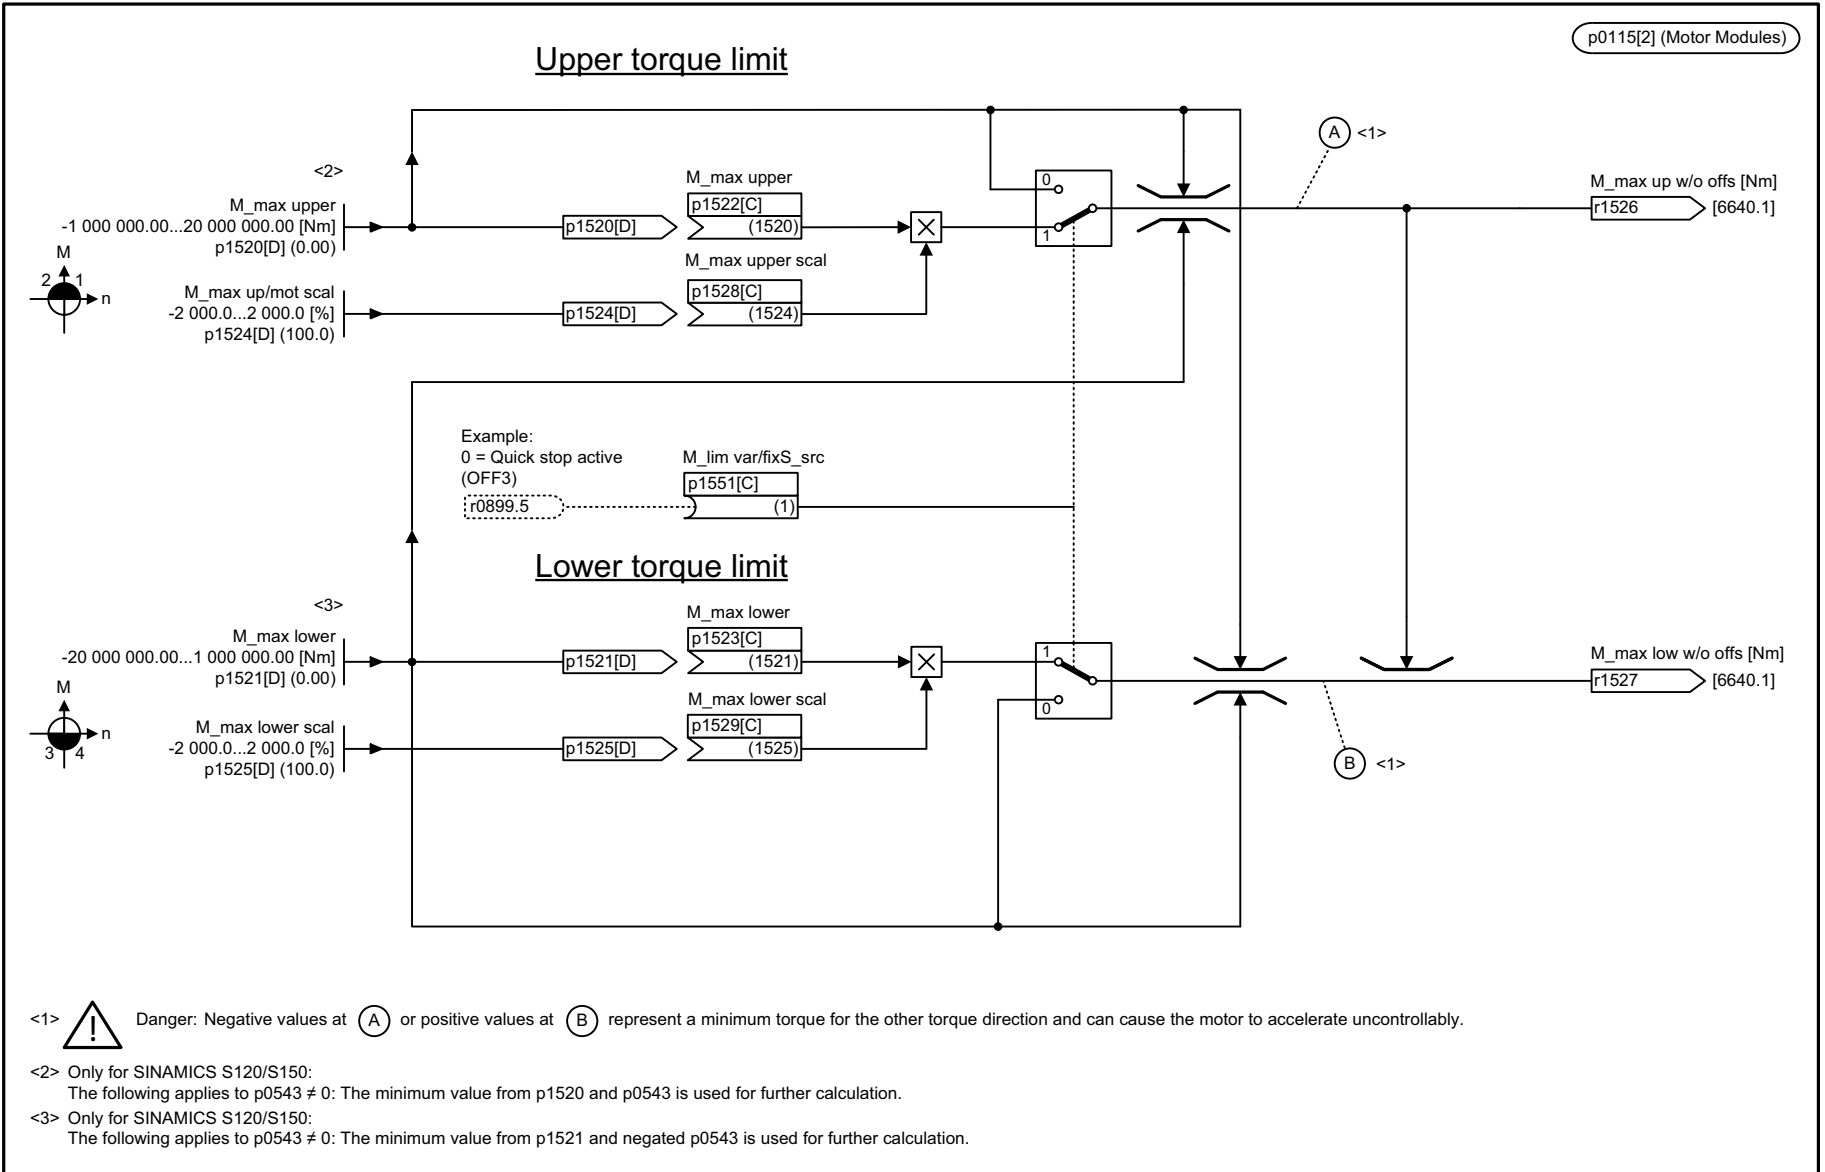 p0115[2] (Motor Modules)
Upper torque limit
A <1>
<2>
M_max upper
-1 000 000.00...20 000 000.00 [Nm]
p1520[D] (0.00)
p1520[D]
M_max upper
p1522[C]
(1520)
0
1
M_max up w/o offs [Nm]
r1526
[6640.1]
M
2 1
n
M_max up/mot scal
-2 000.0...2 000.0 [%]
p1524[D] (100.0)
p1524[D]
M_max upper scal
p1528[C]
(1524)
Example:
0 = Quick stop active
(OFF3)
r0899.5
M_lim var/fixS_src
p1551[C]
(1)
Lower torque limit
<3>
M_max lower
-20 000 000.00...1 000 000.00 [Nm]
p1521[D] (0.00)
p1521[D]
M_max lower
p1523[C]
(1521)
1
0
M_max low w/o offs [Nm]
r1527
[6640.1]
M
n
3 4
M_max lower scal
-2 000.0...2 000.0 [%]
p1525[D] (100.0)
p1525[D]
M_max lower scal
p1529[C]
(1525)
B <1>
<1> Danger: Negative values at A or positive values at B represent a minimum torque for the other torque direction and can cause the motor to accelerate uncontrollably.
<2> Only for SINAMICS S120/S150:
The following applies to p0543 ≠ 0: The minimum value from p1520 and p0543 is used for further calculation.
<3> Only for SINAMICS S120/S150:
The following applies to p0543 ≠ 0: The minimum value from p1521 and negated p0543 is used for further calculation.